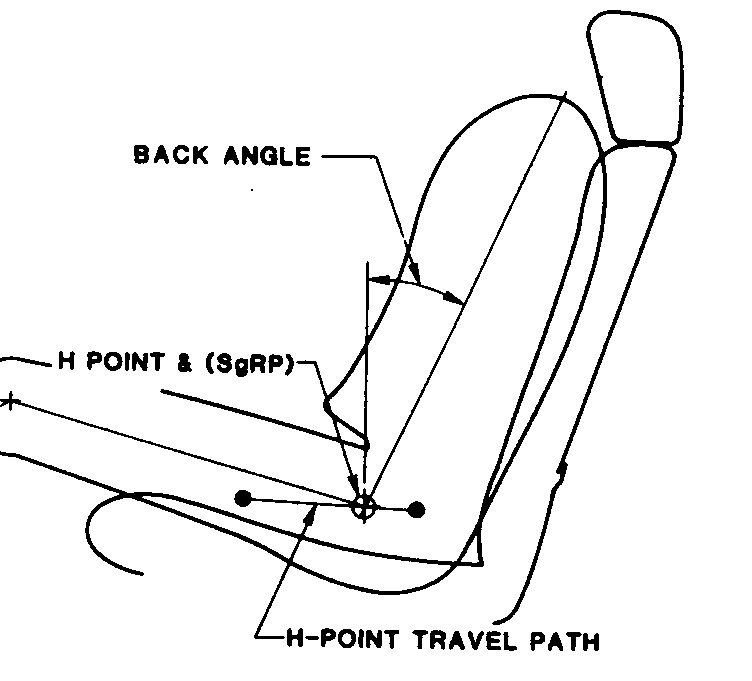 BACK ANGLE
H POINT & (SgRP)
H-POINT TRAVEL PATH